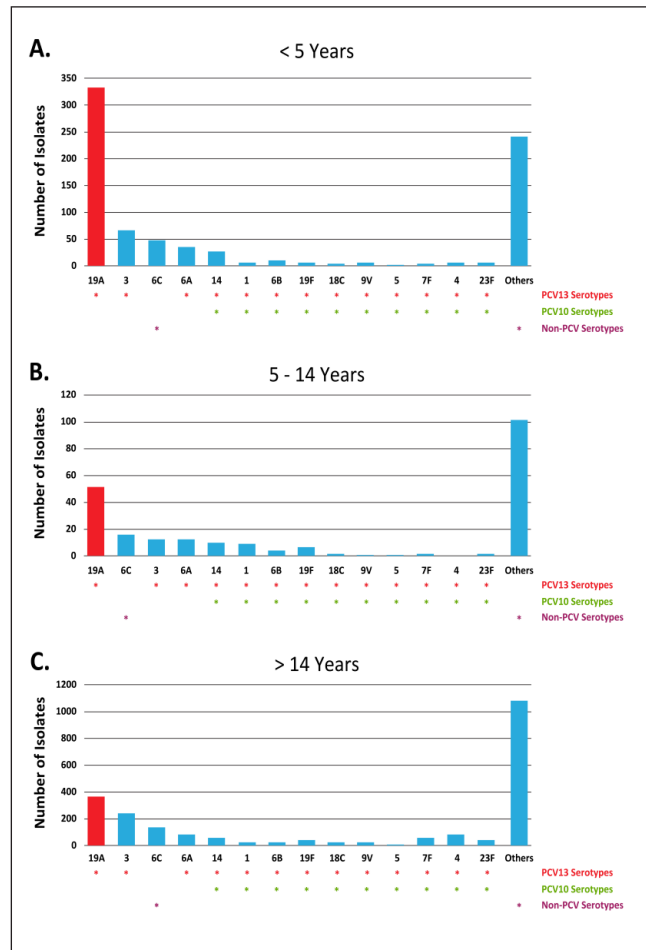 A.
< 5 Years
Number of Isolates
350
300
250
200
150
100
50
0
19A 3 6C 6A 14 1 6B 19F 18C 9V 5 7F 4 23F Others
* * * * * * * * * * * * * PCV13 Serotypes
* * * * * * * * * * PCV10 Serotypes
* * Non-PCV Serotypes
B.
5 - 14 Years
Number of Isolates
120
100
80
60
40
20
0
19A 6C 3 6A 14 1 6B 19F 18C 9V 5 7F 4 23F Others
* * * * * * * * * * * * * PCV13 Serotypes
* * * * * * * * * * PCV10 Serotypes
* * Non-PCV Serotypes
C.
> 14 Years
Number of Isolates
1200
1000
800
600
400
200
0
19A 3 6C 6A 14 1 6B 19F 18C 9V 5 7F 4 23F Others
* * * * * * * * * * * * * PCV13 Serotypes
* * * * * * * * * * PCV10 Serotypes
* * Non-PCV Serotypes